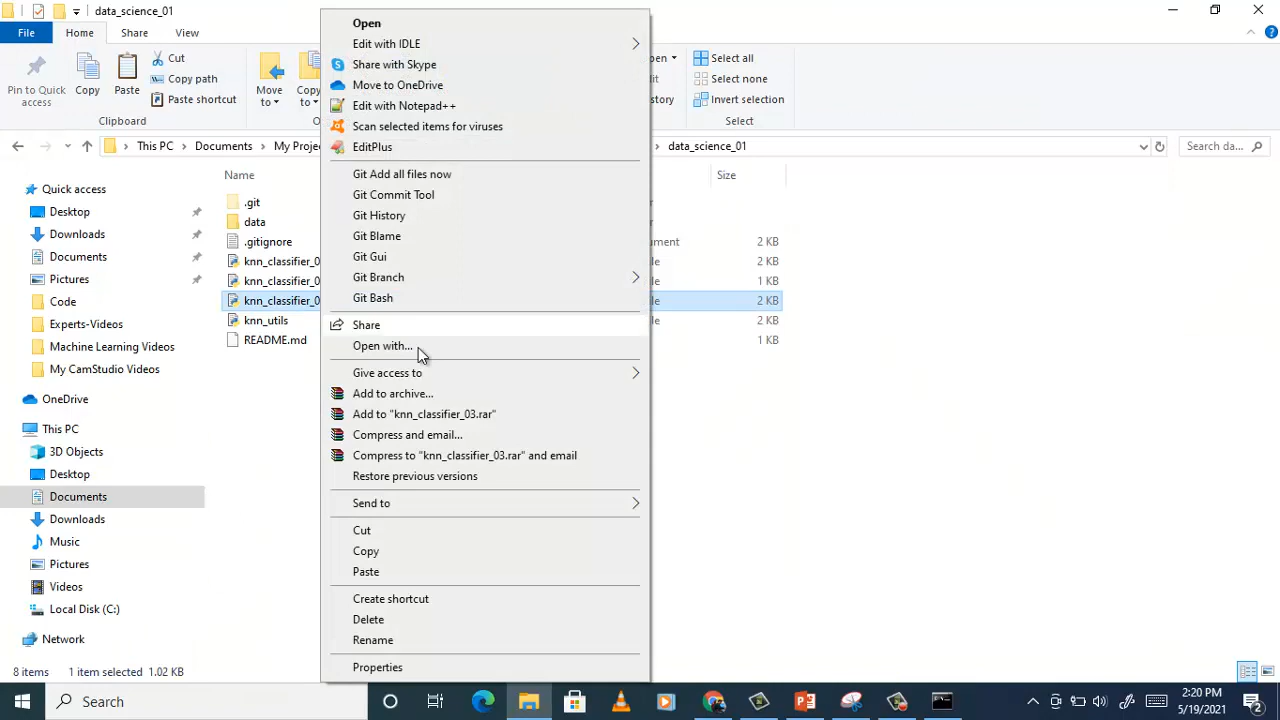 data_science_01
File
Home
Share
View
Pin to Quick access
Copy
Paste
Cut
Copy path
Paste shortcut
Clipboard
Move to
Copy to
Select all
Select none
Invert selection
Select
This PC
Documents
data_science_01
Search da...
Name
Size
Quick access
Desktop
Downloads
Documents
Pictures
Code
Experts-Videos
Machine Learning Videos
My CamStudio Videos
OneDrive
This PC
3D Objects
Desktop
Documents
Downloads
Music
Pictures
Videos
Local Disk (C:)
Network
.git
data
.gitignore
2 KB
knn_classifier_0
2 KB
knn_classifier_0
1 KB
knn_classifier_0
2 KB
knn_utils
2 KB
README.md
1 KB
Open
Edit with IDLE
Share with Skype
Move to OneDrive
Edit with Notepad++
Scan selected items for viruses
EditPlus
Git Add all files now
Git Commit Tool
Git History
Git Blame
Git Gui
Git Branch
Git Bash
Share
Open with...
Give access to
Add to archive...
Add to "knn_classifier_03.rar"
Compress and email...
Compress to "knn_classifier_03.rar" and email
Restore previous versions
Send to
Cut
Copy
Paste
Create shortcut
Delete
Rename
Properties
8 items
1 item selected 1.02 KB
Search
2:20 PM
5/19/2021
2